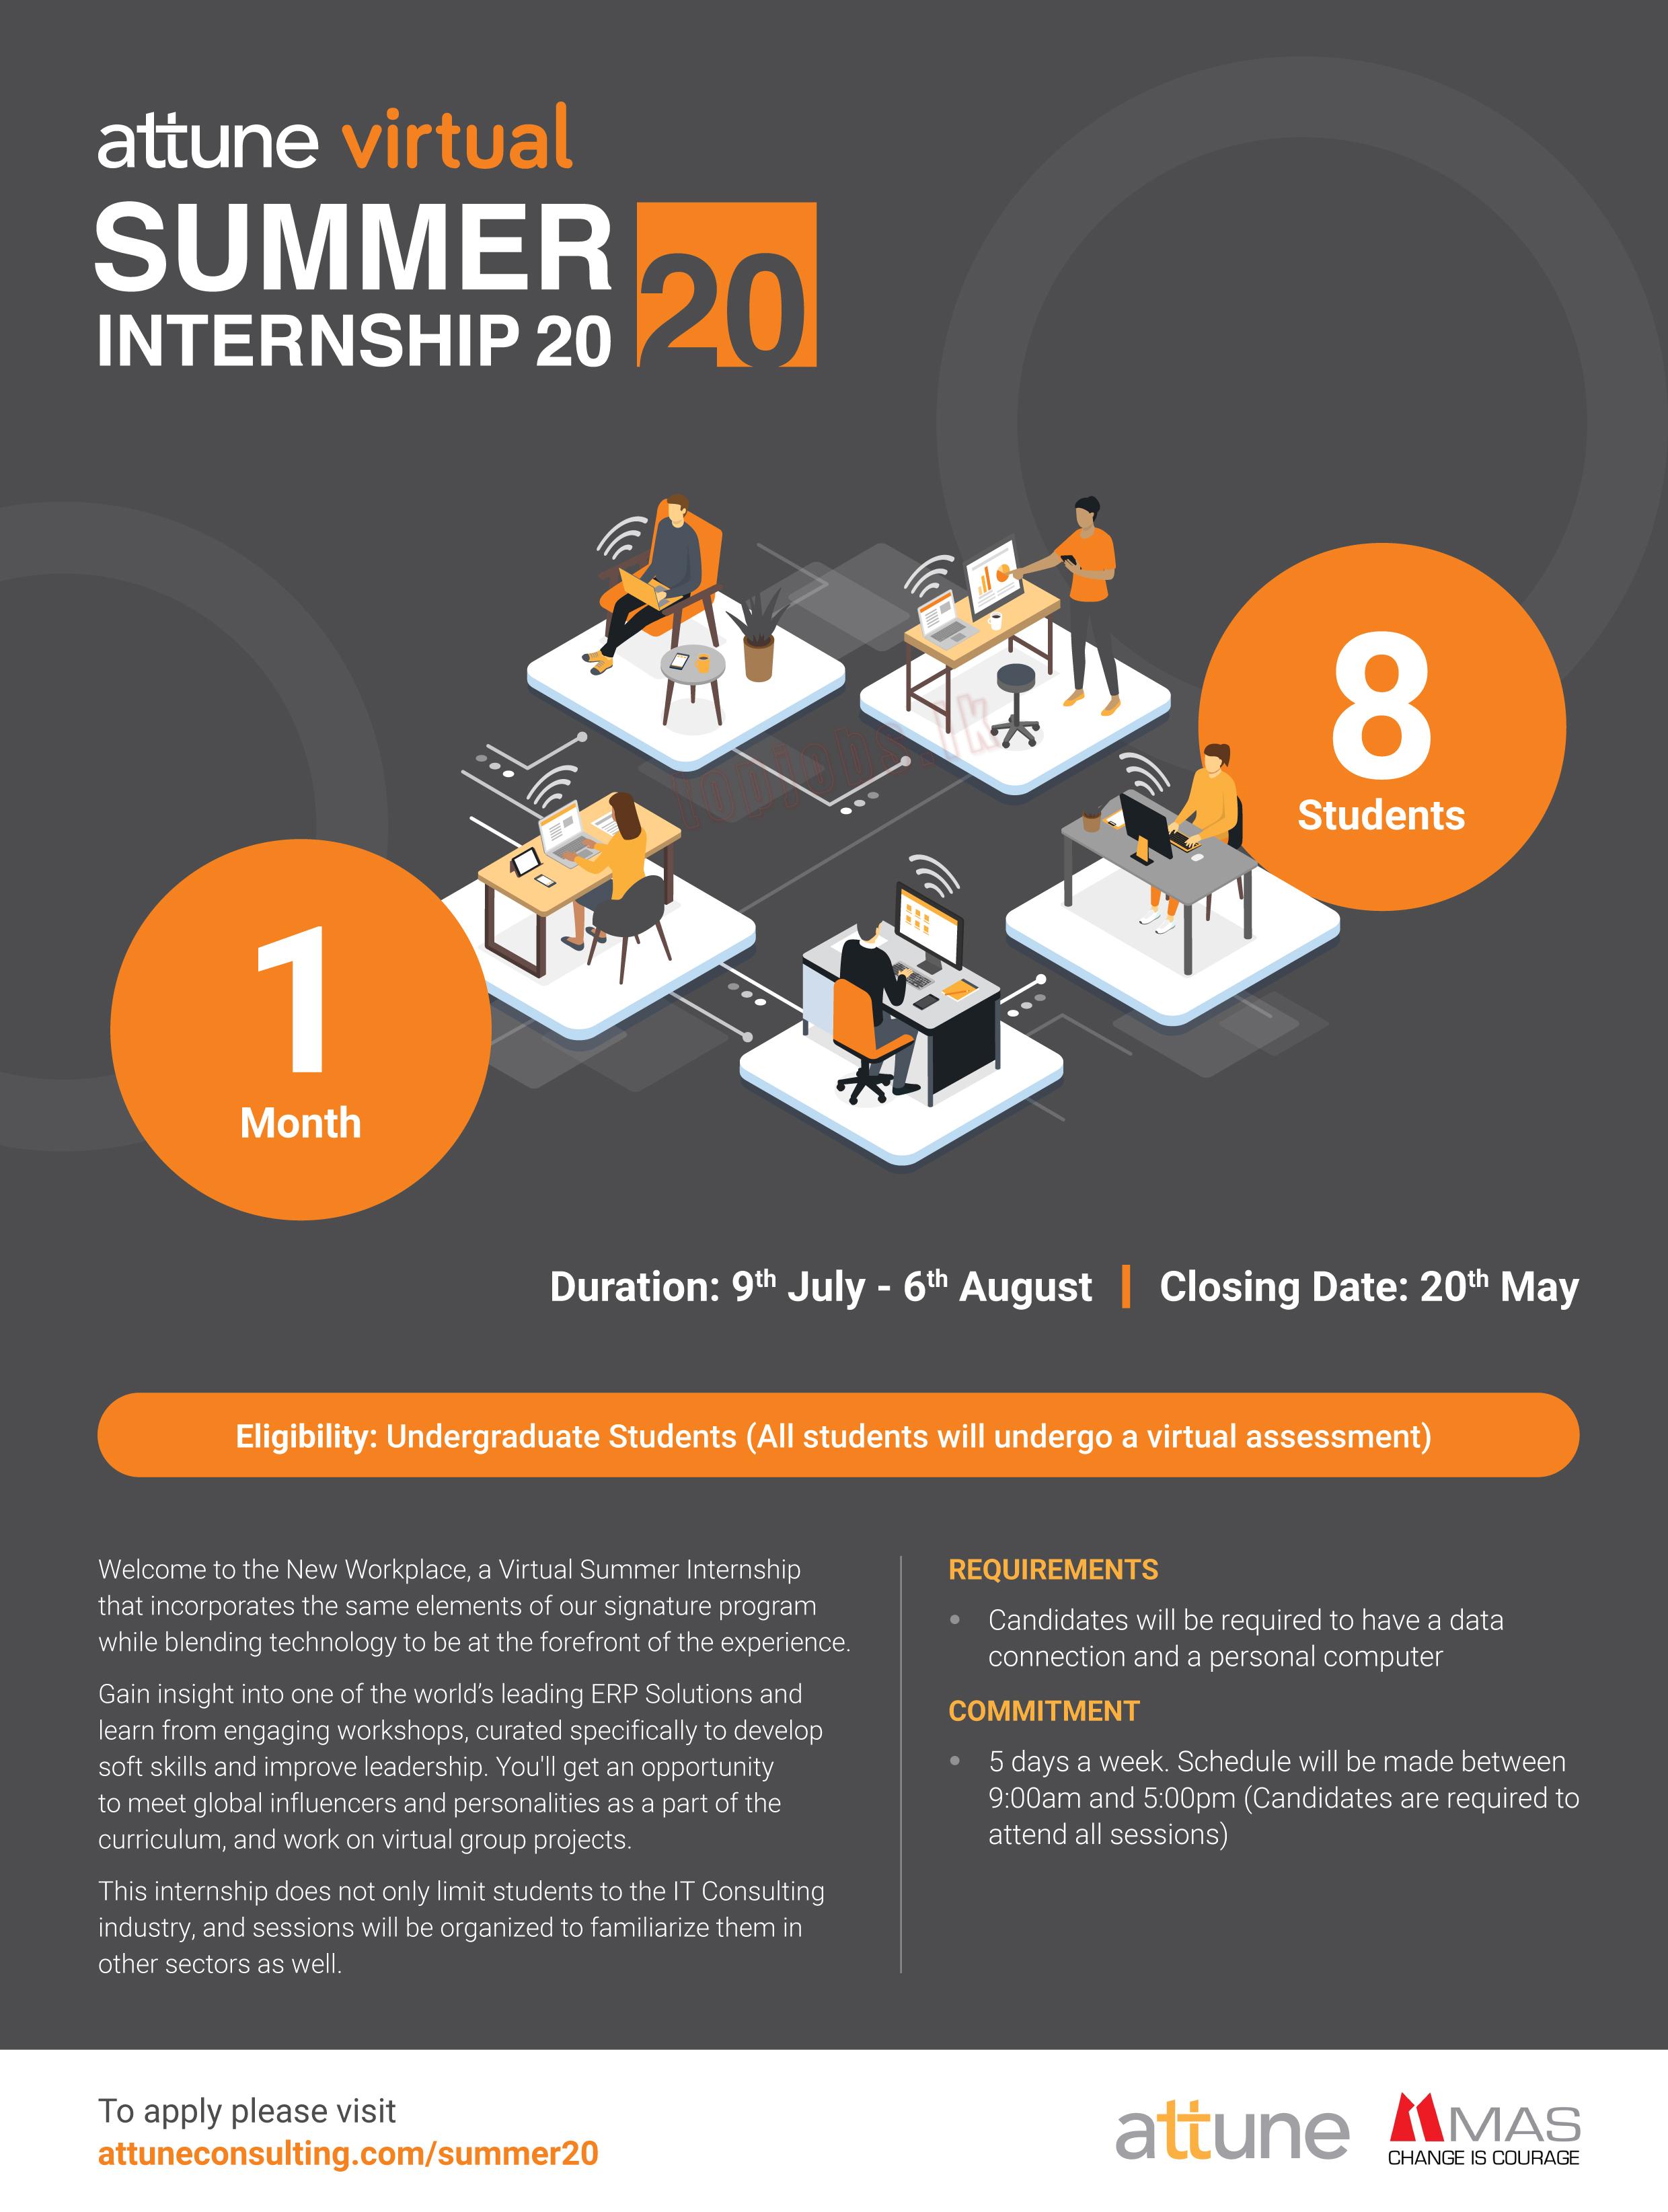 attune virtual
SUMMER
INTERNSHIP 20 20
8
Students
1
Month
Duration: 9th July - 6th August | Closing Date: 20th May
Eligibility: Undergraduate Students (All students will undergo a virtual assessment)
Welcome to the New Workplace, a Virtual Summer Internship
that incorporates the same elements of our signature program
while blending technology to be at the forefront of the experience.
Gain insight into one of the world's leading ERP Solutions and
learn from engaging workshops, curated specifically to develop
soft skills and improve leadership. You'll get an opportunity
to meet global influencers and personalities as a part of the
curriculum, and work on virtual group projects.
This internship does not only limit students to the IT Consulting
industry, and sessions will be organized to familiarize them in
other sectors as well.
REQUIREMENTS
• Candidates will be required to have a data
connection and a personal computer
COMMITMENT
• 5 days a week. Schedule will be made between
9:00am and 5:00pm (Candidates are required to
attend all sessions)
To apply please visit
attuneconsulting.com/summer20
attune
MAS
CHANGE IS COURAGE